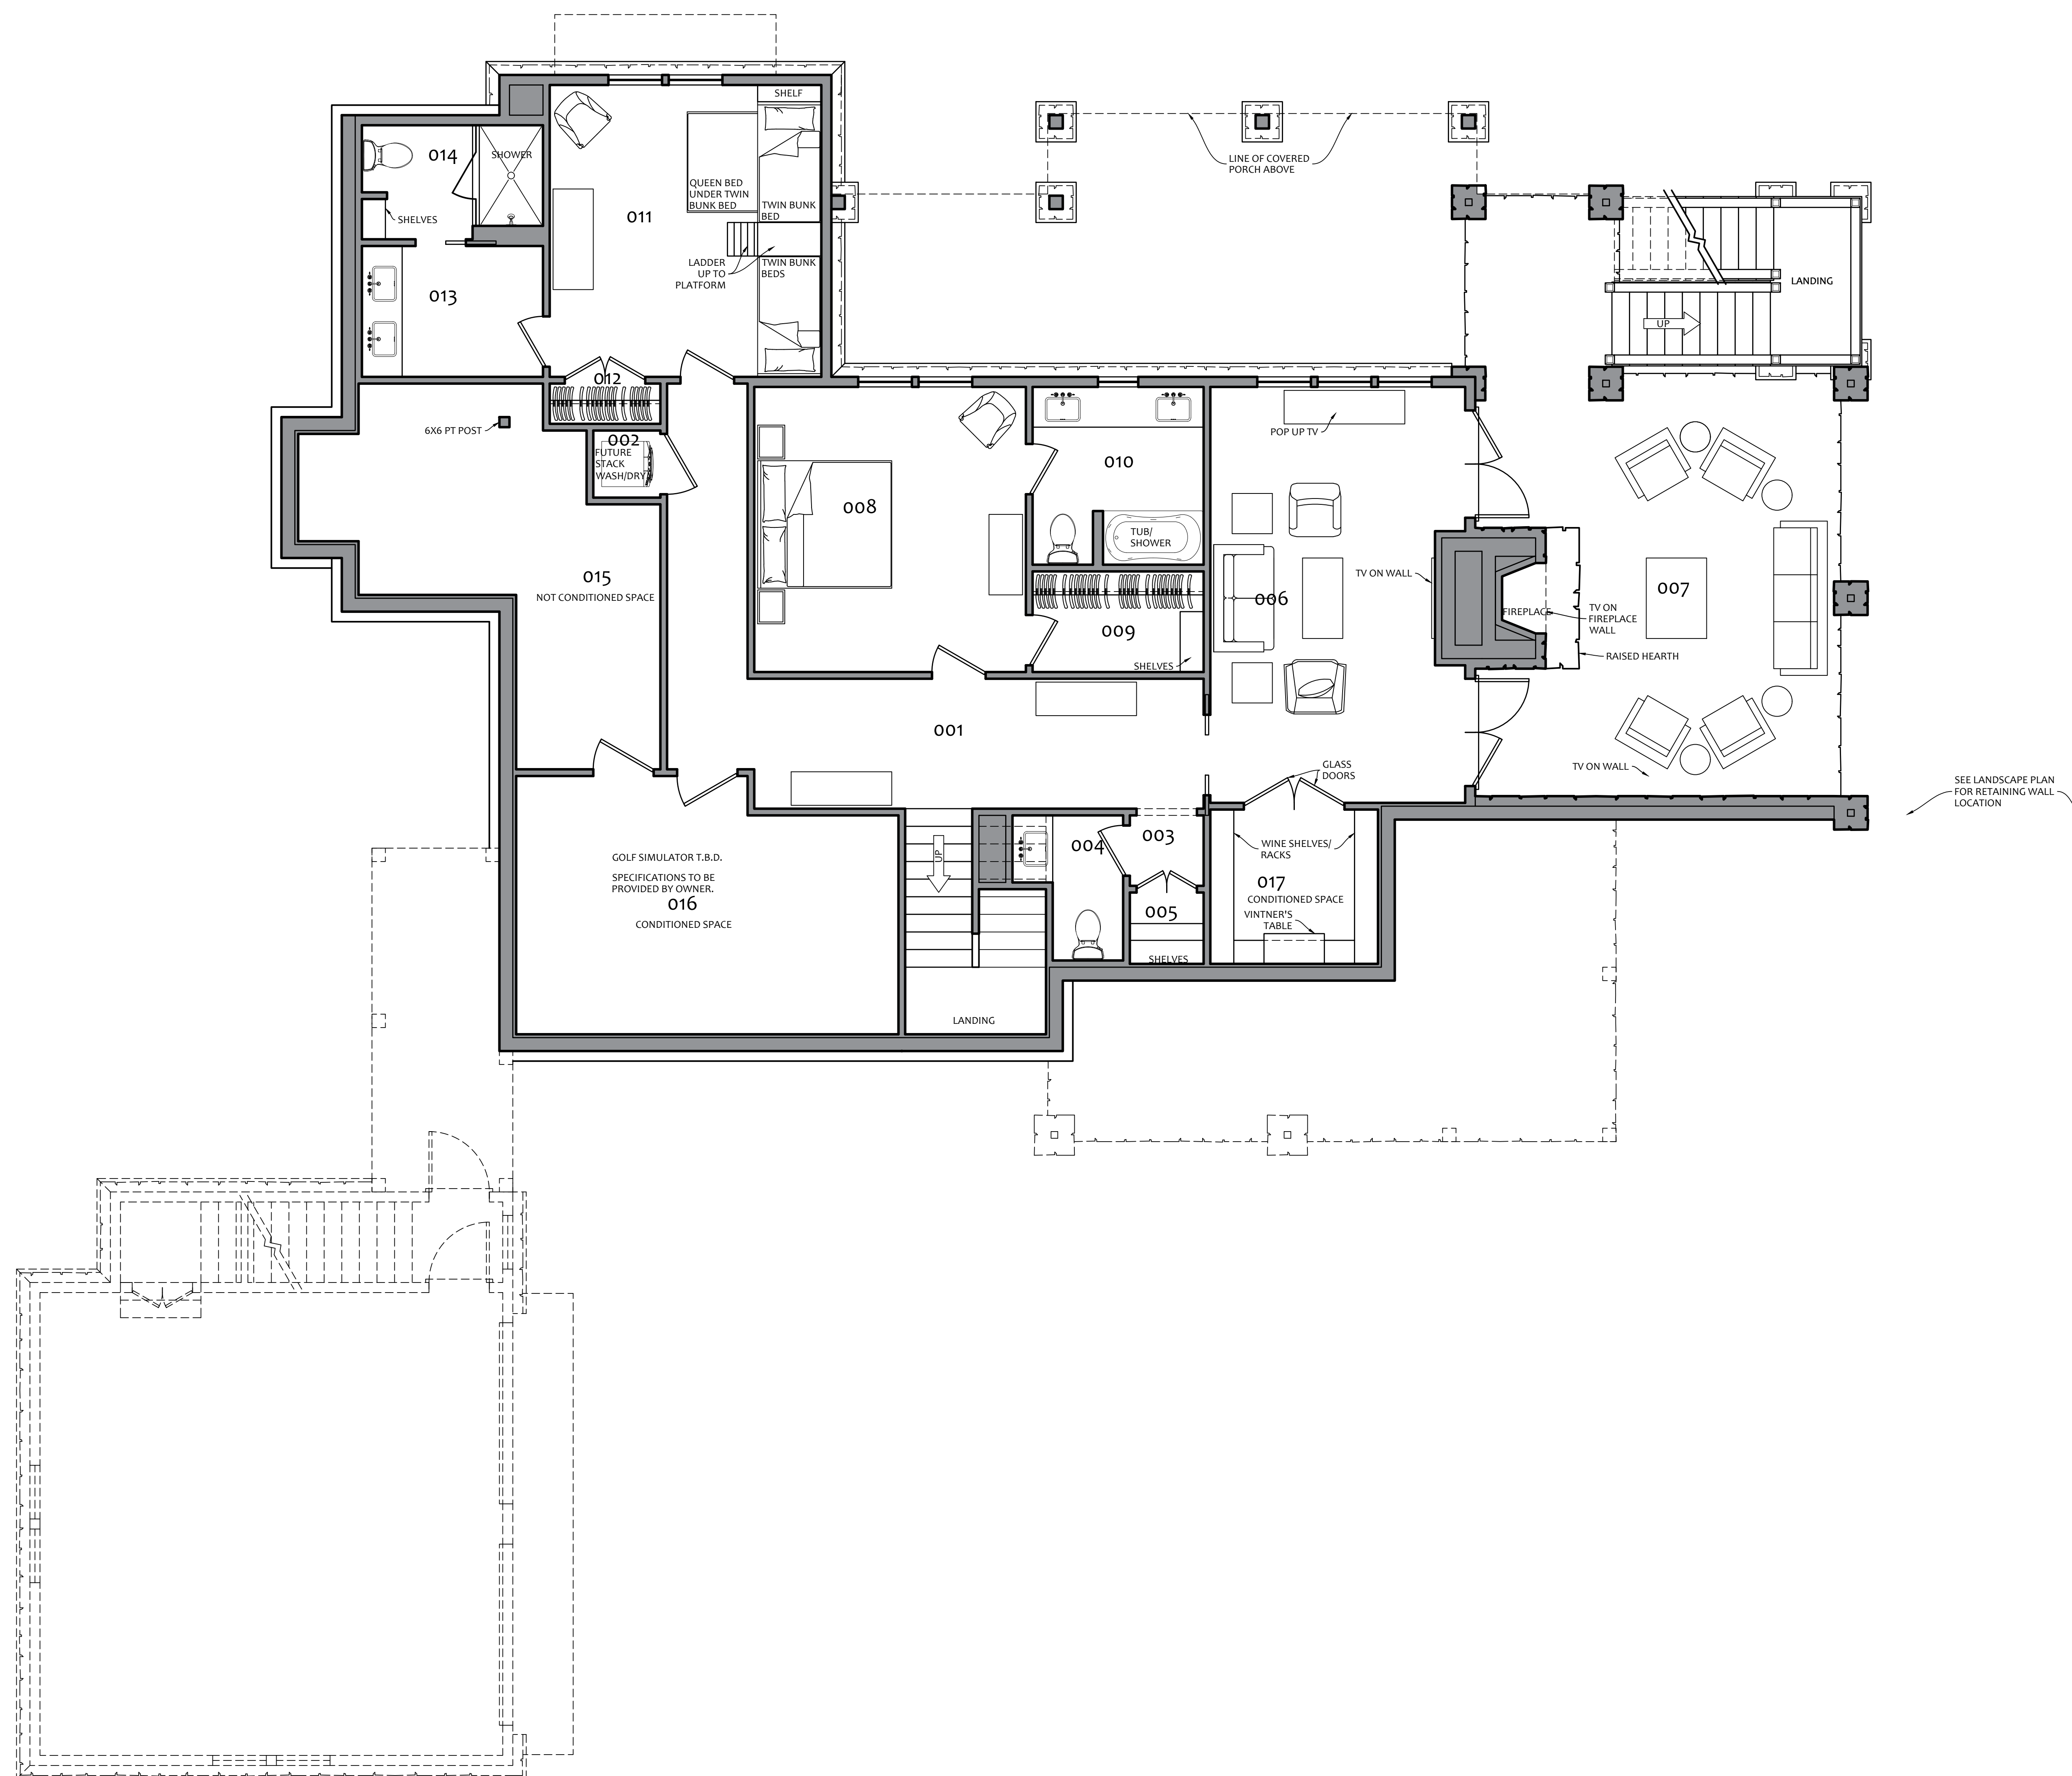 SHELF
014
SHOWER
LINE OF COVERED
PORCH ABOVE
QUEEN BED
UNDER TWIN
BUNK BED
TWIN BUNK
BED
SHELVES
011
LADDER
UP TO
PLATFORM
TWIN BUNK
BEDS
013
LANDING
UP
012
6X6 PT POST
002
FUTURE
STACK
WASH/DRY
POP UP TV
010
008
TUB/
SHOWER
015
NOT CONDITIONED SPACE
TV ON WALL
006
FIREPLACE
TV ON
FIREPLACE
WALL
007
009
SHELVES
RAISED HEARTH
001
GLASS
DOORS
TV ON WALL
SEE LANDSCAPE PLAN
FOR RETAINING WALL
LOCATION
UP
004
003
WINE SHELVES/
RACKS
GOLF SIMULATOR T.B.D.
SPECIFICATIONS TO BE
PROVIDED BY OWNER.
016
CONDITIONED SPACE
017
CONDITIONED SPACE
005
VINTNER'S
TABLE
SHELVES
LANDING